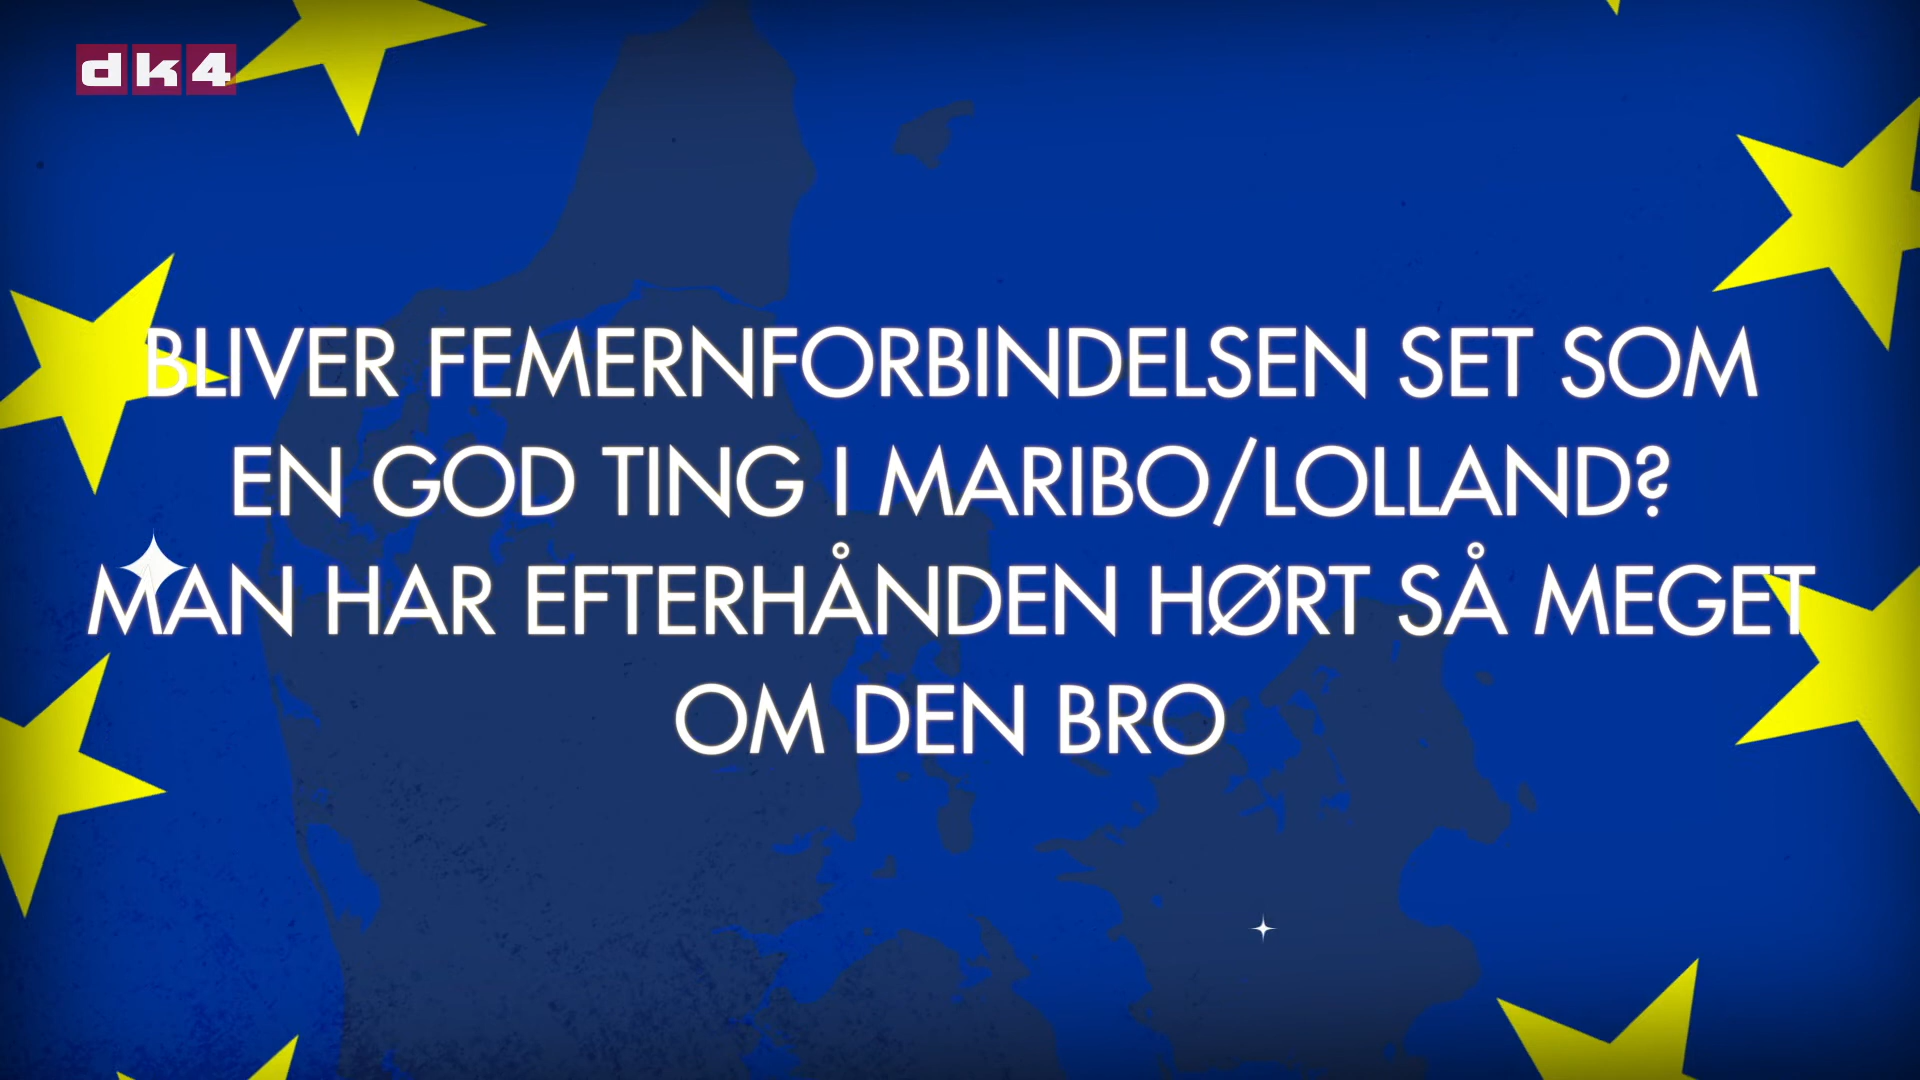 dk4
BLIVER FEMERNFORBINDELSEN SET SOM
EN GOD TING I MARIBO/LOLLAND?
MAN HAR EFTERHÅNDEN HØRT SÅ MEGET
OM DEN BRO